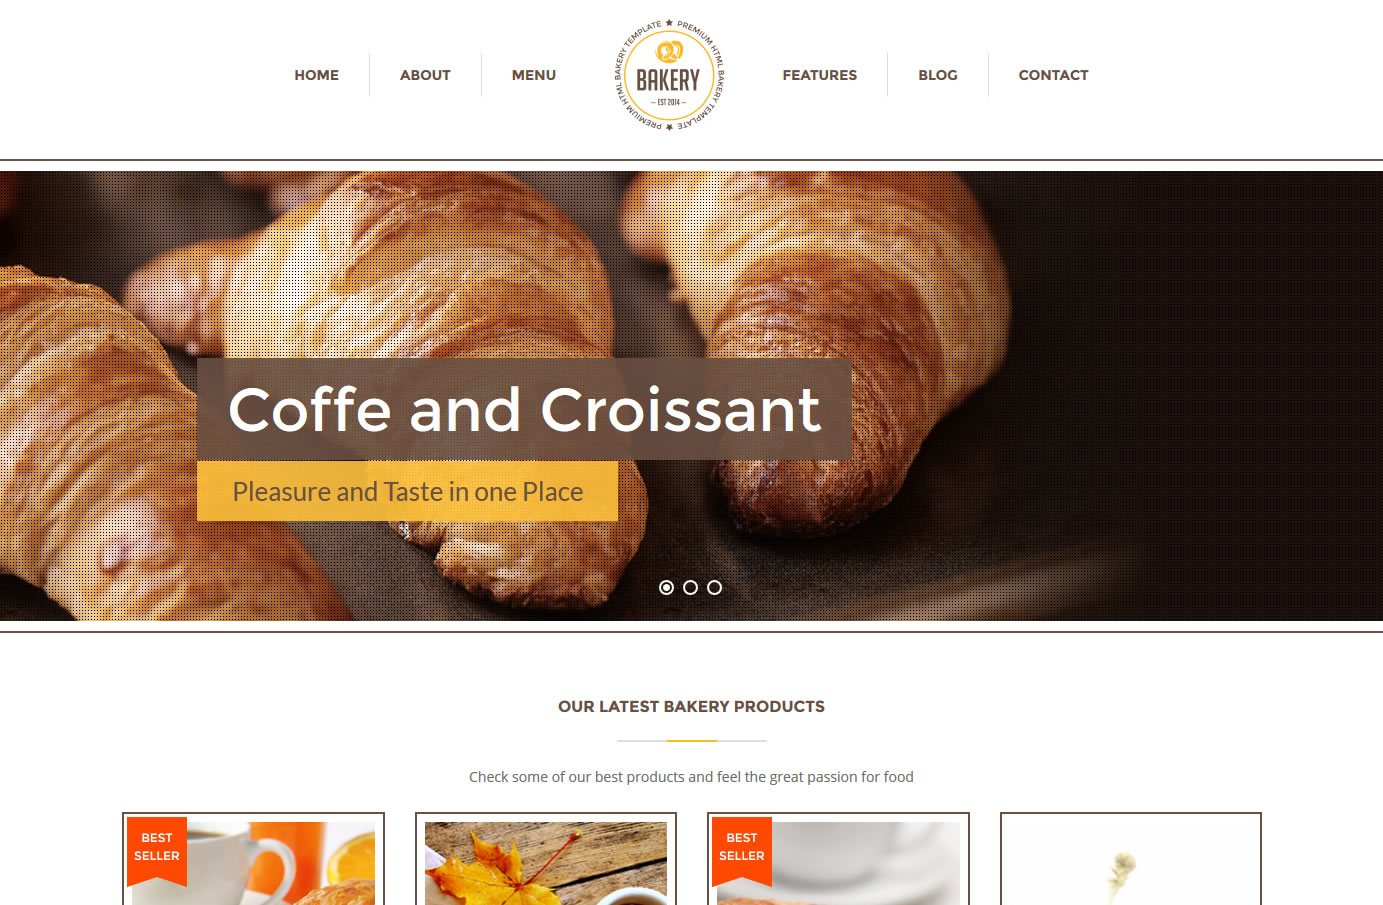 HOME
ABOUT
MENU
PREMIUM HTML BAKERY TEMPLATE ★ PREMIUM HTML BAKERY TEMPLATE ★
BAKERY
– EST 2014 –
FEATURES
BLOG
CONTACT
Coffe and Croissant
Pleasure and Taste in one Place
OUR LATEST BAKERY PRODUCTS
Check some of our best products and feel the great passion for food
BEST
SELLER
BEST
SELLER